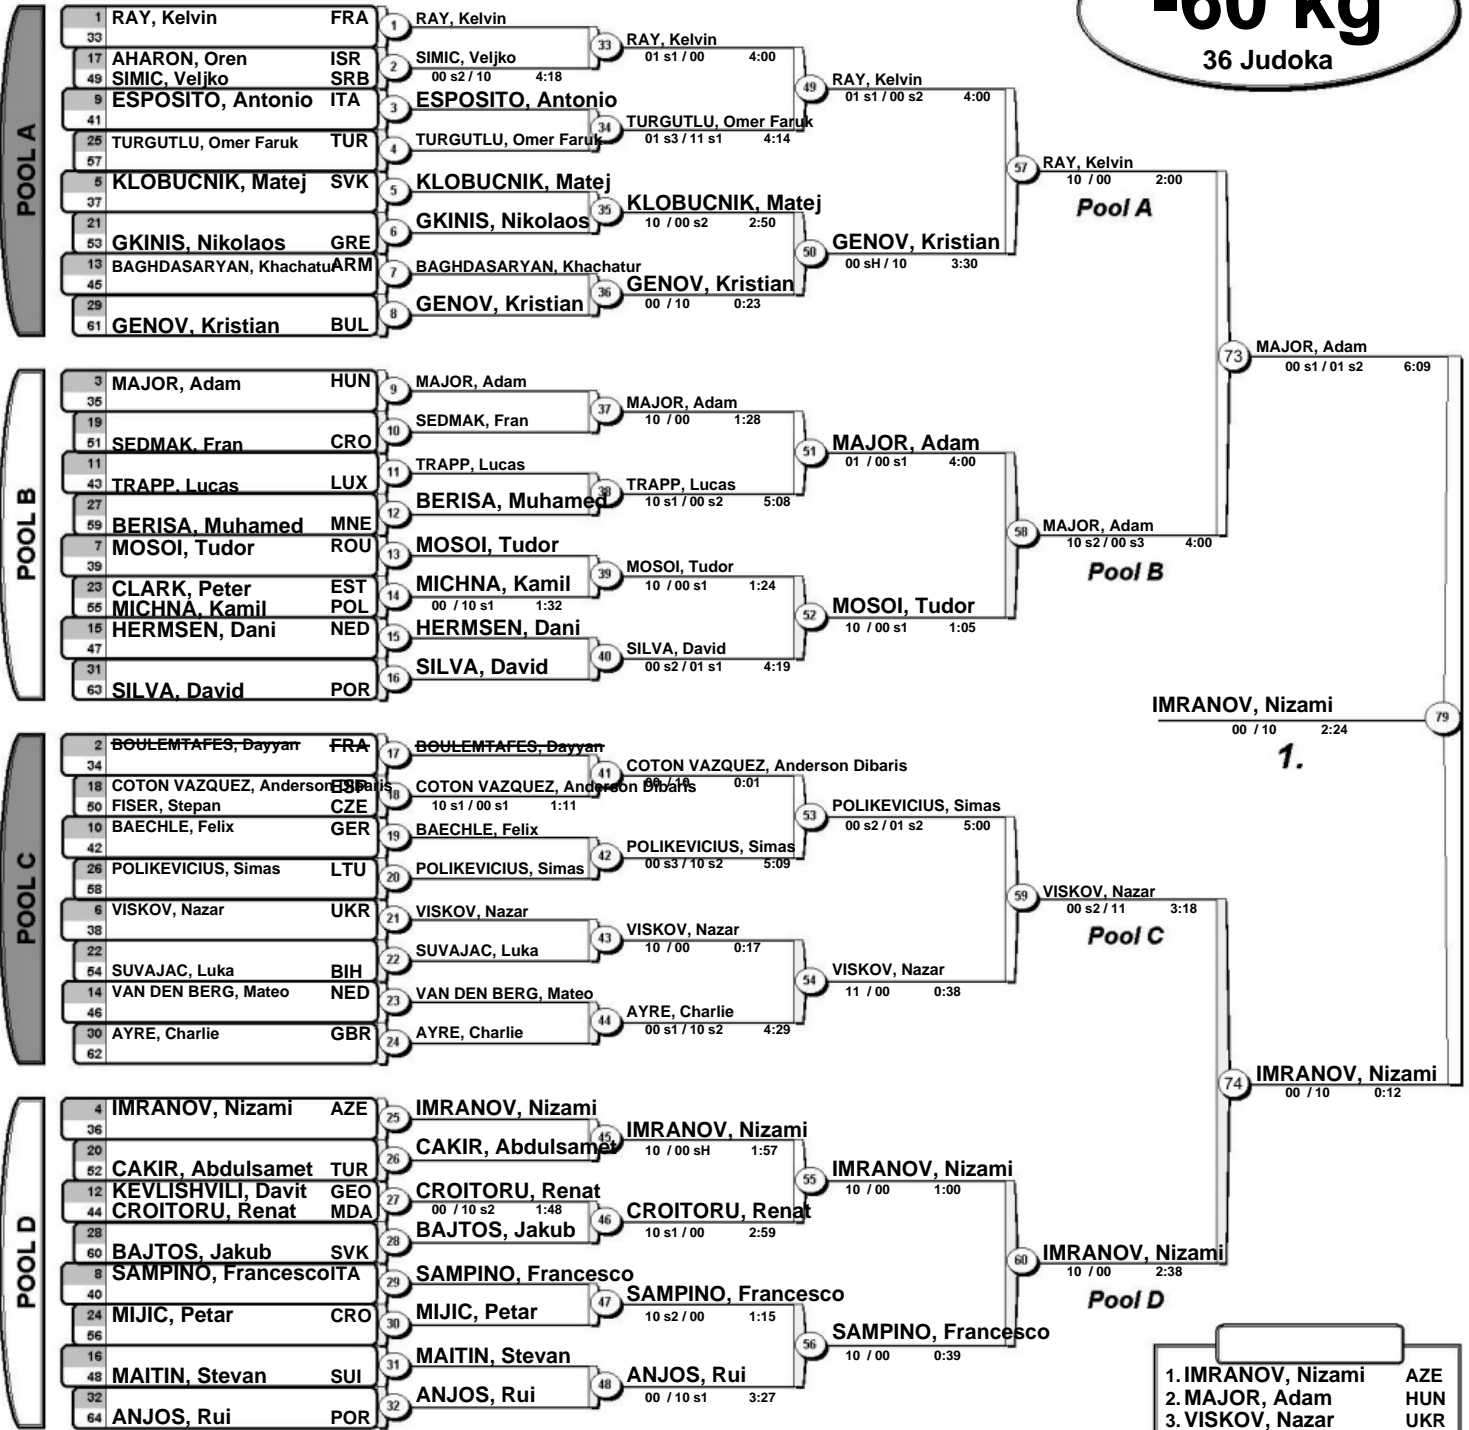 -60 kg
36 Judoka
POOL A
1 RAY, Kelvin FRA
33
17 AHARON, Oren ISR
49 SIMIC, Veljko SRB
9 ESPOSITO, Antonio ITA
41
25 TURGUTLU, Omer Faruk TUR
57
5 KLOBUCNIK, Matej SVK
37
21
53 GKINIS, Nikolaos GRE
13 BAGHDASARYAN, Khachatur ARM
45
29
61 GENOV, Kristian BUL
1 RAY, Kelvin
2 SIMIC, Veljko
00 s2 / 10 4:18
3 ESPOSITO, Antonio
4 TURGUTLU, Omer Faruk
5 KLOBUCNIK, Matej
6 GKINIS, Nikolaos
7 BAGHDASARYAN, Khachatur
8 GENOV, Kristian
33 RAY, Kelvin
01 s1 / 00 4:00
34 TURGUTLU, Omer Faruk
01 s3 / 11 s1 4:14
35 KLOBUCNIK, Matej
10 / 00 s2 2:50
36 GENOV, Kristian
00 / 10 0:23
49 RAY, Kelvin
01 s1 / 00 s2 4:00
50 GENOV, Kristian
00 sH / 10 3:30
57 RAY, Kelvin
10 / 00 2:00
Pool A
POOL B
3 MAJOR, Adam HUN
35
19
51 SEDMAK, Fran CRO
11
43 TRAPP, Lucas LUX
27
59 BERISA, Muhamed MNE
7 MOSOI, Tudor ROU
39
23 CLARK, Peter EST
55 MICHNA, Kamil POL
15 HERMSEN, Dani NED
47
31
63 SILVA, David POR
9 MAJOR, Adam
10 SEDMAK, Fran
11 TRAPP, Lucas
12 BERISA, Muhamed
13 MOSOI, Tudor
14 MICHNA, Kamil
00 / 10 s1 1:32
15 HERMSEN, Dani
16 SILVA, David
37 MAJOR, Adam
10 / 00 1:28
38 TRAPP, Lucas
10 s1 / 00 s2 5:08
39 MOSOI, Tudor
10 / 00 s1 1:24
40 SILVA, David
00 s2 / 01 s1 4:19
51 MAJOR, Adam
01 / 00 s1 4:00
52 MOSOI, Tudor
10 / 00 s1 1:05
58 MAJOR, Adam
10 s2 / 00 s3 4:00
Pool B
73 MAJOR, Adam
00 s1 / 01 s2 6:09
POOL C
2 BOULEMTAFES, Dayyan FRA
34
18 COTON VAZQUEZ, Anderson Dibaris ESP
50 FISER, Stepan CZE
10 BAECHLE, Felix GER
42
26 POLIKEVICIUS, Simas LTU
58
6 VISKOV, Nazar UKR
38
22
54 SUVAJAC, Luka BIH
14 VAN DEN BERG, Mateo NED
46
30 AYRE, Charlie GBR
62
17 BOULEMTAFES, Dayyan
18 COTON VAZQUEZ, Anderson Dibaris
10 s1 / 00 s1 1:11
19 BAECHLE, Felix
20 POLIKEVICIUS, Simas
21 VISKOV, Nazar
22 SUVAJAC, Luka
23 VAN DEN BERG, Mateo
24 AYRE, Charlie
41 COTON VAZQUEZ, Anderson Dibaris
00 / 10 0:01
42 POLIKEVICIUS, Simas
00 s3 / 10 s2 5:09
43 VISKOV, Nazar
10 / 00 0:17
44 AYRE, Charlie
00 s1 / 10 s2 4:29
53 POLIKEVICIUS, Simas
00 s2 / 01 s2 5:00
54 VISKOV, Nazar
11 / 00 0:38
59 VISKOV, Nazar
00 s2 / 11 3:18
Pool C
IMRANOV, Nizami 79
00 / 10 2:24
1.
POOL D
4 IMRANOV, Nizami AZE
36
20
52 CAKIR, Abdulsamet TUR
12 KEVLISHVILI, Davit GEO
44 CROITORU, Renat MDA
28
60 BAJTOS, Jakub SVK
8 SAMPINO, Francesco ITA
40
24 MIJIC, Petar CRO
56
16
48 MAITIN, Stevan SUI
32
64 ANJOS, Rui POR
25 IMRANOV, Nizami
26 CAKIR, Abdulsamet
27 CROITORU, Renat
00 / 10 s2 1:48
28 BAJTOS, Jakub
29 SAMPINO, Francesco
30 MIJIC, Petar
31 MAITIN, Stevan
32 ANJOS, Rui
45 IMRANOV, Nizami
10 / 00 sH 1:57
46 CROITORU, Renat
10 s1 / 00 2:59
47 SAMPINO, Francesco
10 s2 / 00 1:15
48 ANJOS, Rui
00 / 10 s1 3:27
55 IMRANOV, Nizami
10 / 00 1:00
56 SAMPINO, Francesco
10 / 00 0:39
60 IMRANOV, Nizami
10 / 00 2:38
Pool D
74 IMRANOV, Nizami
00 / 10 0:12
1. IMRANOV, Nizami AZE
2. MAJOR, Adam HUN
3. VISKOV, Nazar UKR